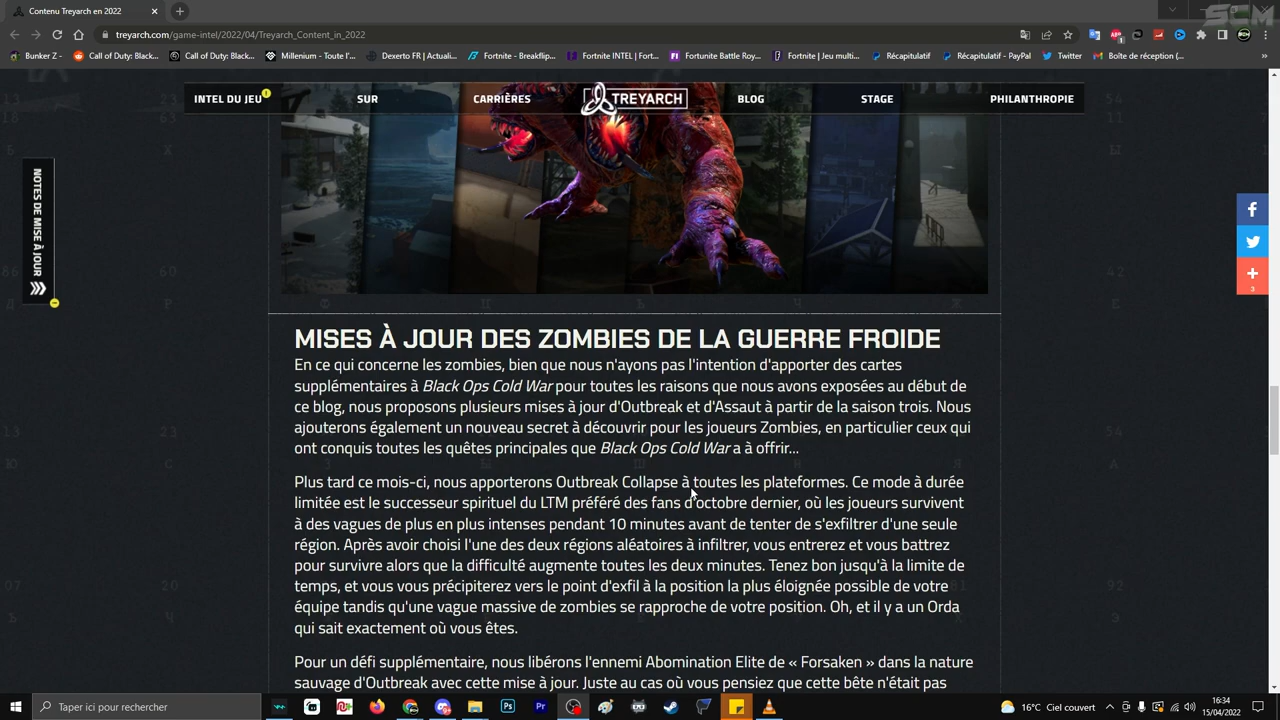 Contenu Treyarch en 2022
SCM
treyarch.com/game-intel/2022/04/Treyarch_Content_in_2022
Bunker Z - Call of Duty: Black... Call of Duty: Black... Millenium - Toute l'... Dexerto FR | Actuali... Fortnite - Breakflip... Fortnite INTEL | Fort... Fortunite Battle Roy... Fortnite | Jeu multi... Récapitulatif Récapitulatif - PayPal Twitter Boîte de réception (...
INTEL DU JEU SUR CARRIÈRES TREYARCH BLOG STAGE PHILANTHROPIE
NOTES DE MISE À JOUR
3
MISES À JOUR DES ZOMBIES DE LA GUERRE FROIDE
En ce qui concerne les zombies, bien que nous n'ayons pas l'intention d'apporter des cartes
supplémentaires à Black Ops Cold War pour toutes les raisons que nous avons exposées au début de
ce blog, nous proposons plusieurs mises à jour d'Outbreak et d'Assaut à partir de la saison trois. Nous
ajouterons également un nouveau secret à découvrir pour les joueurs Zombies, en particulier ceux qui
ont conquis toutes les quêtes principales que Black Ops Cold War a à offrir...
Plus tard ce mois-ci, nous apporterons Outbreak Collapse à toutes les plateformes. Ce mode à durée
limitée est le successeur spirituel du LTM préféré des fans d'octobre dernier, où les joueurs survivent
à des vagues de plus en plus intenses pendant 10 minutes avant de tenter de s'exfiltrer d'une seule
région. Après avoir choisi l'une des deux régions aléatoires à infiltrer, vous entrerez et vous battrez
pour survivre alors que la difficulté augmente toutes les deux minutes. Tenez bon jusqu'à la limite de
temps, et vous vous précipiterez vers le point d'exfil à la position la plus éloignée possible de votre
équipe tandis qu'une vague massive de zombies se rapproche de votre position. Oh, et il y a un Orda
qui sait exactement où vous êtes.
Pour un défi supplémentaire, nous libérons l'ennemi Abomination Elite de « Forsaken » dans la nature
sauvage d'Outbreak avec cette mise à jour. Juste au cas où vous pensiez que cette bête n'était pas
Taper ici pour rechercher
16°C Ciel couvert
16:34
15/04/2022